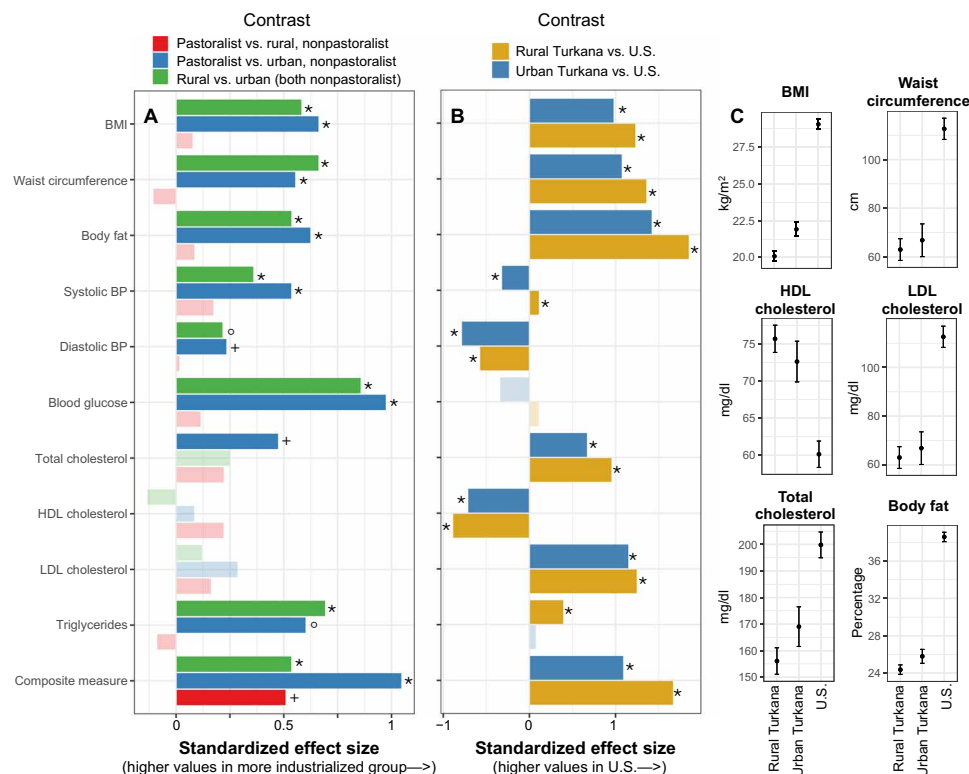 Contrast
Pastoralist vs. rural, nonpastoralist
Pastoralist vs. urban, nonpastoralist
Rural vs. urban (both nonpastoralist)
A
BMI
Waist circumference
Body fat
Systolic BP
Diastolic BP
Blood glucose
Total cholesterol
HDL cholesterol
LDL cholesterol
Triglycerides
Composite measure
* * * * * * * * ○ + * * + * ○ * * +
0 0.5 1
Standardized effect size
(higher values in more industrialized group—>)
Contrast
Rural Turkana vs. U.S.
Urban Turkana vs. U.S.
B
* * * * * * * * * * * * * * * * * * *
−1 0 1
Standardized effect size
(higher values in U.S.—>)
C
BMI
kg/m²
27.5
25.0
22.5
20.0
Waist
circumference
cm
100
80
60
HDL
cholesterol
mg/dl
75
70
65
60
LDL
cholesterol
mg/dl
100
80
60
Total
cholesterol
mg/dl
200
190
180
170
160
150
Rural Turkana
Urban Turkana
U.S.
Body fat
Percentage
36
32
28
24
Rural Turkana
Urban Turkana
U.S.